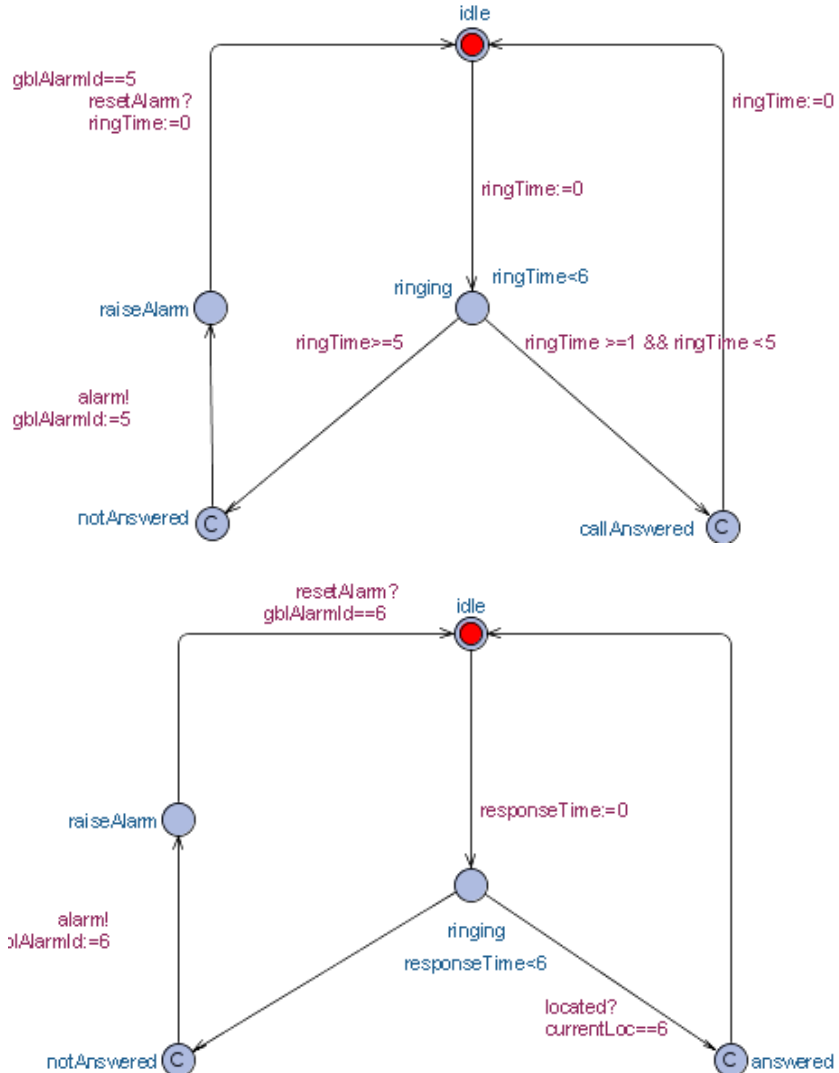 idle
gblAlarmId==5
resetAlarm?
ringTime:=0
ringTime:=0
ringTime:=0
ringing
ringTime<6
raiseAlarm
ringTime>=5
ringTime >=1 && ringTime <5
alarm!
gblAlarmId:=5
notAnswered
C
callAnswered
C
resetAlarm?
gblAlarmId==6
idle
raiseAlarm
responseTime:=0
alarm!
blAlarmId:=6
ringing
responseTime<6
located?
currentLoc==6
notAnswered
C
C
answered